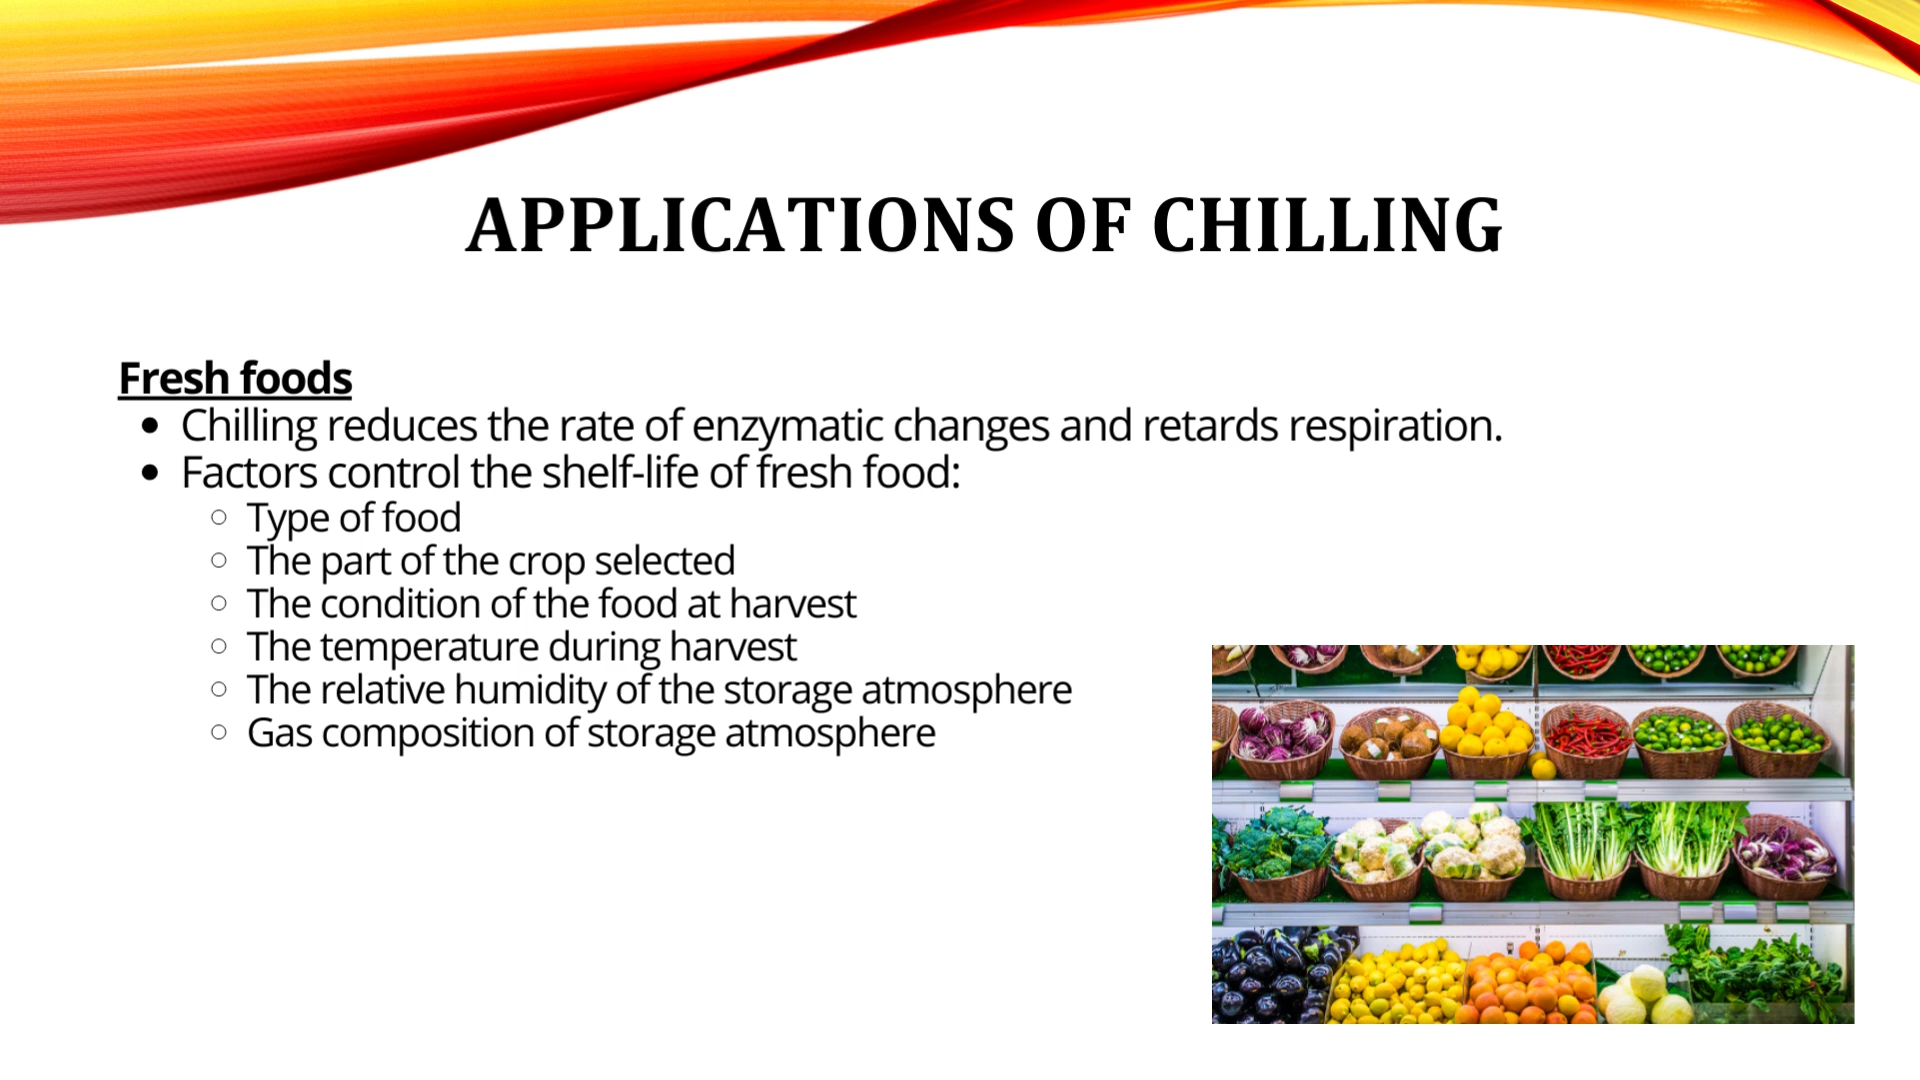 APPLICATIONS OF CHILLING
Fresh foods
• Chilling reduces the rate of enzymatic changes and retards respiration.
• Factors control the shelf-life of fresh food:
○ Type of food
○ The part of the crop selected
○ The condition of the food at harvest
○ The temperature during harvest
○ The relative humidity of the storage atmosphere
○ Gas composition of storage atmosphere